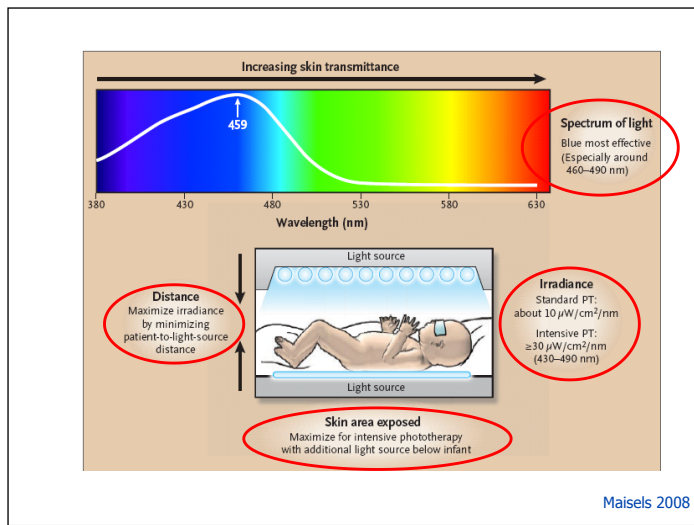 Increasing skin transmittance
459
380 430 480 530 580 630
Wavelength (nm)
Spectrum of light
Blue most effective
(Especially around
460–490 nm)
Light source
Distance
Maximize irradiance
by minimizing
patient-to-light-source
distance
Irradiance
Standard PT:
about 10 µW/cm²/nm
Intensive PT:
≥30 µW/cm²/nm
(430–490 nm)
Light source
Skin area exposed
Maximize for intensive phototherapy
with additional light source below infant
Maisels 2008